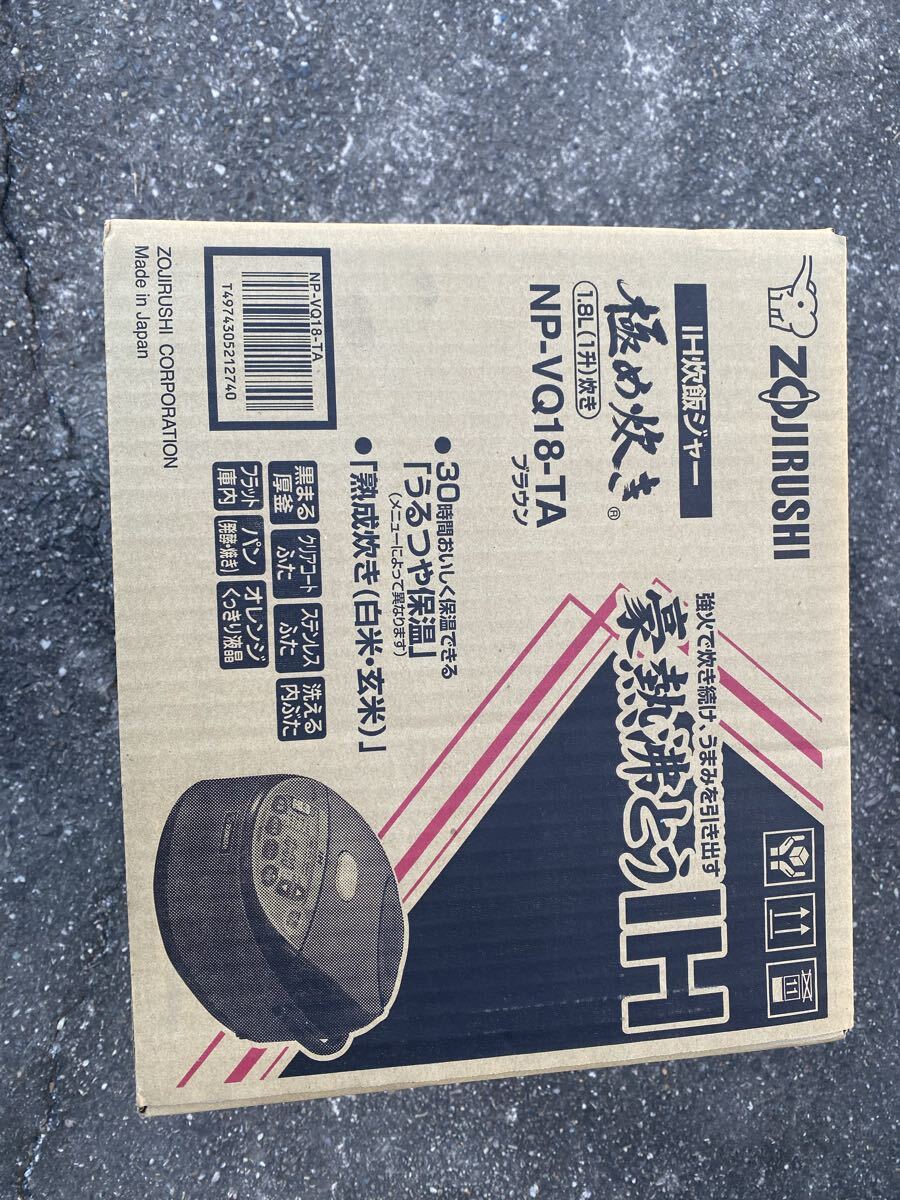 ZOJIRUSHI
IH炊飯ジャー
極め炊き®
1.8L(1升)炊き
NP-VQ18-TA
ブラウン
強火で炊き続け、うまみを引き出す
豪熱沸とうIH
●30時間おいしく保温できる
「うるつや保温」
(メニューによって異なります)
●「熟成炊き(白米・玄米)」
黒まる
厚釜
クリアコート
ふた
ステンレス
ふた
洗える
内ぶた
フラット
庫内
パン
(発酵・焼き)
オレンジ
くっきり液晶
NP-VQ18-TA
T4974305212740
ZOJIRUSHI CORPORATION
Made in Japan
11